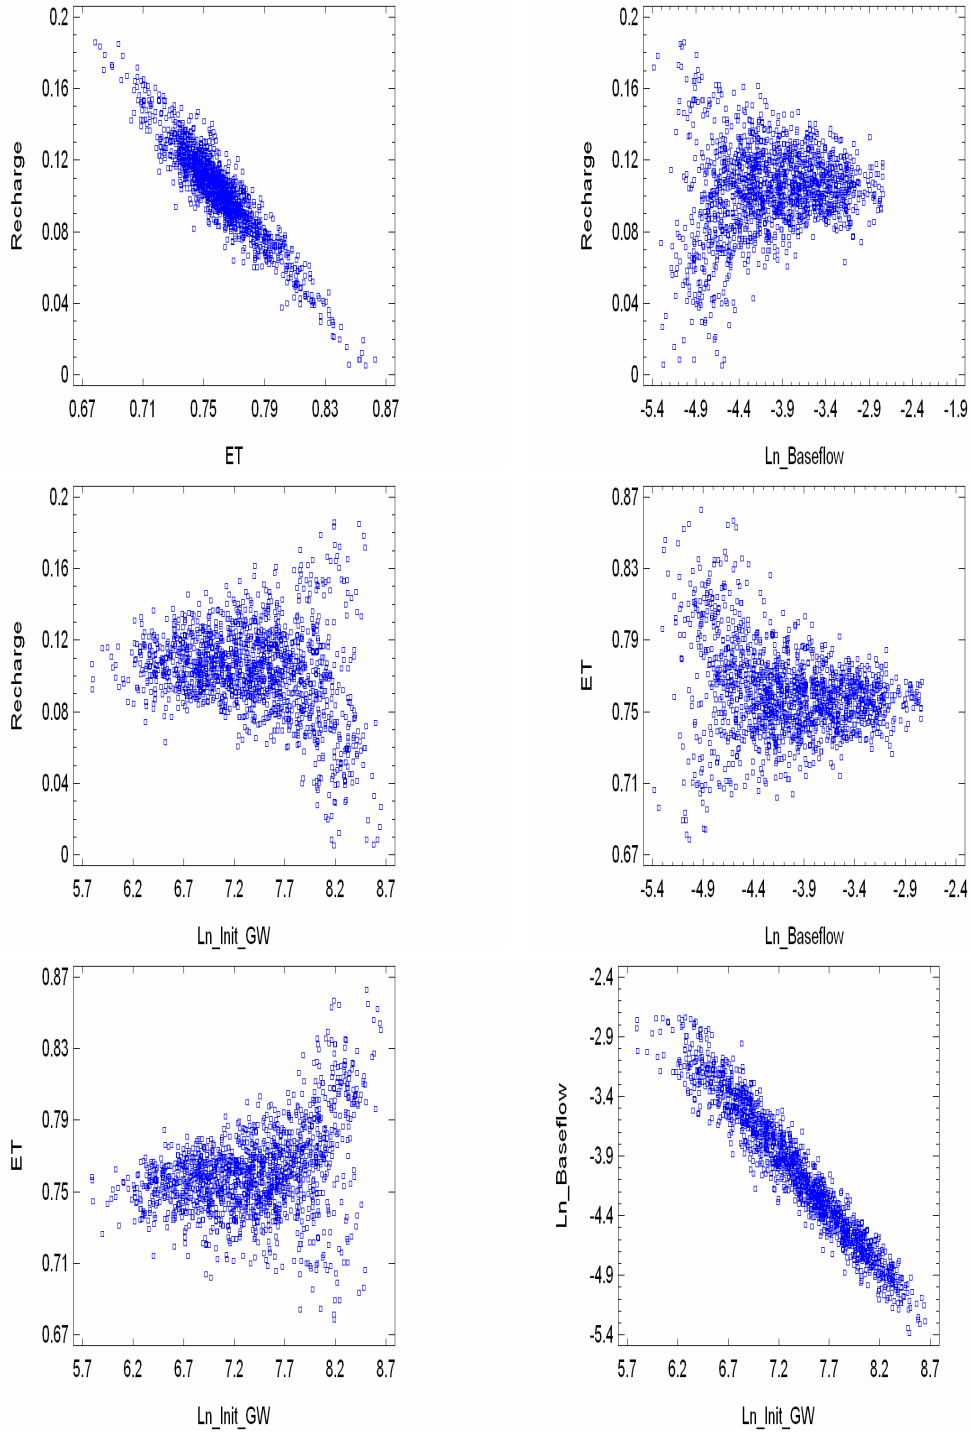 0.2
0.16
0.12
0.08
0.04
0
Recharge
0.67 0.71 0.75 0.79 0.83 0.87
ET
0.2
0.16
0.12
0.08
0.04
0
Recharge
-5.4 -4.9 -4.4 -3.9 -3.4 -2.9 -2.4 -1.9
Ln_Baseflow
0.2
0.16
0.12
0.08
0.04
0
Recharge
5.7 6.2 6.7 7.2 7.7 8.2 8.7
Ln_Init_GW
0.87
0.83
0.79
0.75
0.71
0.67
ET
-5.4 -4.9 -4.4 -3.9 -3.4 -2.9 -2.4
Ln_Baseflow
0.87
0.83
0.79
0.75
0.71
0.67
ET
5.7 6.2 6.7 7.2 7.7 8.2 8.7
Ln_Init_GW
-2.4
-2.9
-3.4
-3.9
-4.4
-4.9
-5.4
Ln_Baseflow
5.7 6.2 6.7 7.2 7.7 8.2 8.7
Ln_Init_GW